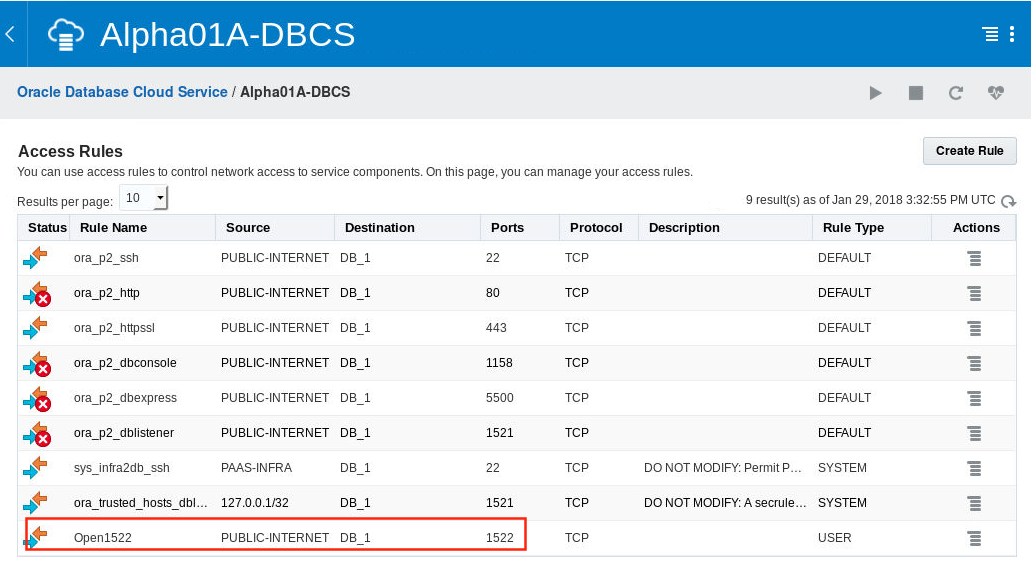 Alpha01A-DBCS
Oracle Database Cloud Service / Alpha01A-DBCS
Access Rules
Create Rule
You can use access rules to control network access to service components. On this page, you can manage your access rules.
Results per page: 10
9 result(s) as of Jan 29, 2018 3:32:55 PM UTC
Status Rule Name Source Destination Ports Protocol Description Rule Type Actions
ora_p2_ssh PUBLIC-INTERNET DB_1 22 TCP DEFAULT
ora_p2_http PUBLIC-INTERNET DB_1 80 TCP DEFAULT
ora_p2_httpssl PUBLIC-INTERNET DB_1 443 TCP DEFAULT
ora_p2_dbconsole PUBLIC-INTERNET DB_1 1158 TCP DEFAULT
ora_p2_dbexpress PUBLIC-INTERNET DB_1 5500 TCP DEFAULT
ora_p2_dblistener PUBLIC-INTERNET DB_1 1521 TCP DEFAULT
sys_infra2db_ssh PAAS-INFRA DB_1 22 TCP DO NOT MODIFY: Permit P... SYSTEM
ora_trusted_hosts_dbl... 127.0.0.1/32 DB_1 1521 TCP DO NOT MODIFY: A secrule... SYSTEM
Open1522 PUBLIC-INTERNET DB_1 1522 TCP USER